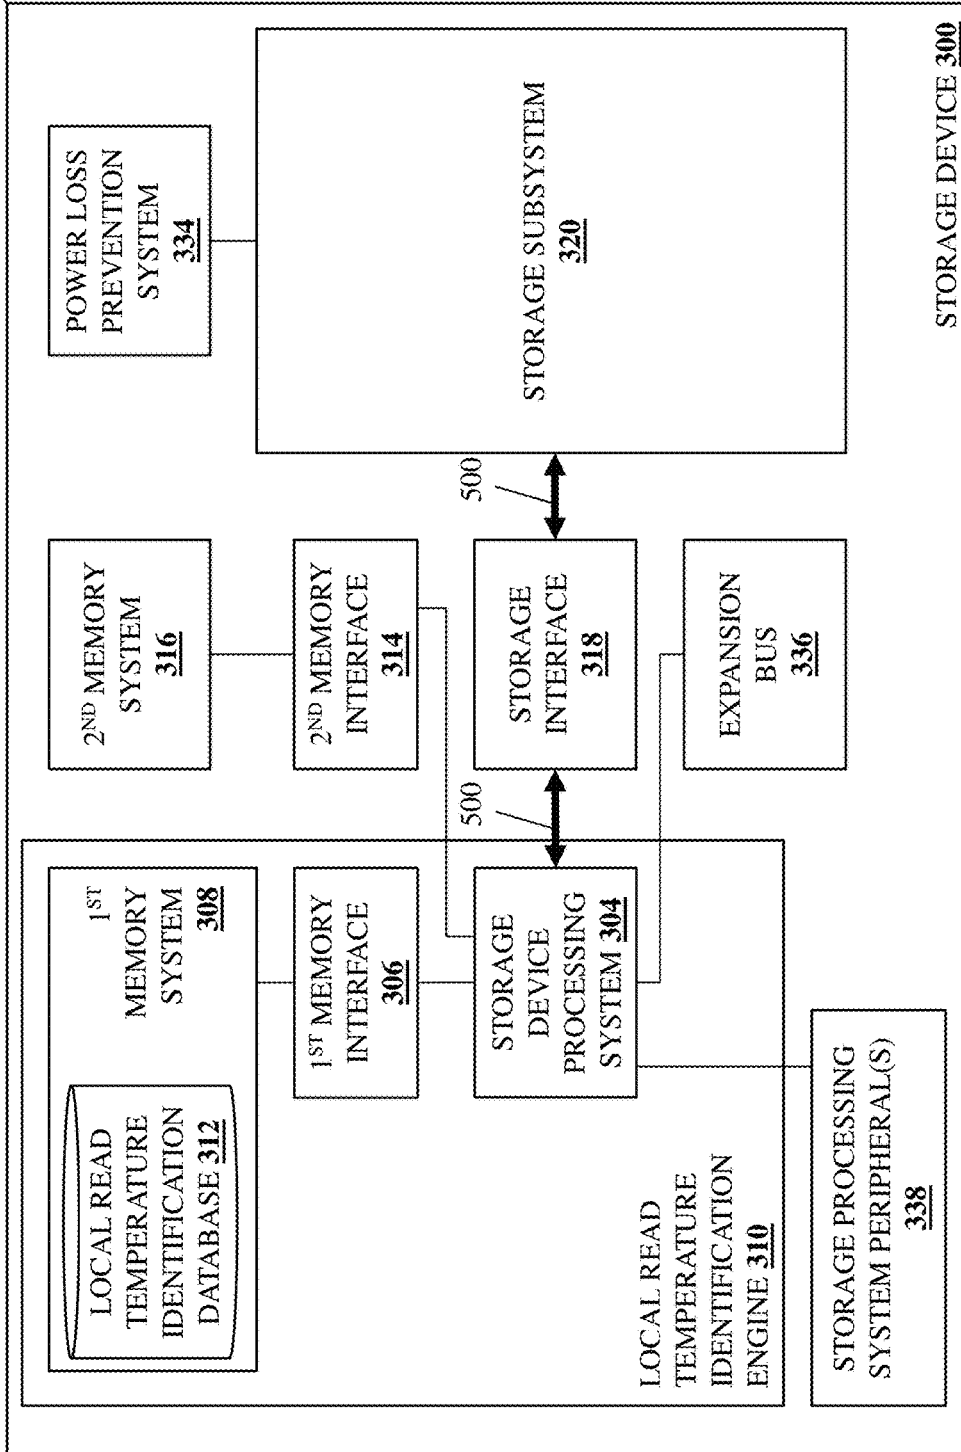 LOCAL READ
TEMPERATURE
IDENTIFICATION
DATABASE 312
1ST
MEMORY
SYSTEM
308
1ST MEMORY
INTERFACE
306
STORAGE
DEVICE
PROCESSING
SYSTEM 304
LOCAL READ
TEMPERATURE
IDENTIFICATION
ENGINE 310
STORAGE PROCESSING
SYSTEM PERIPHERAL(S)
338
2ND MEMORY
SYSTEM
316
2ND MEMORY
INTERFACE
314
500
STORAGE
INTERFACE
318
500
EXPANSION
BUS
336
POWER LOSS
PREVENTION
SYSTEM
334
STORAGE SUBSYSTEM
320
STORAGE DEVICE 300